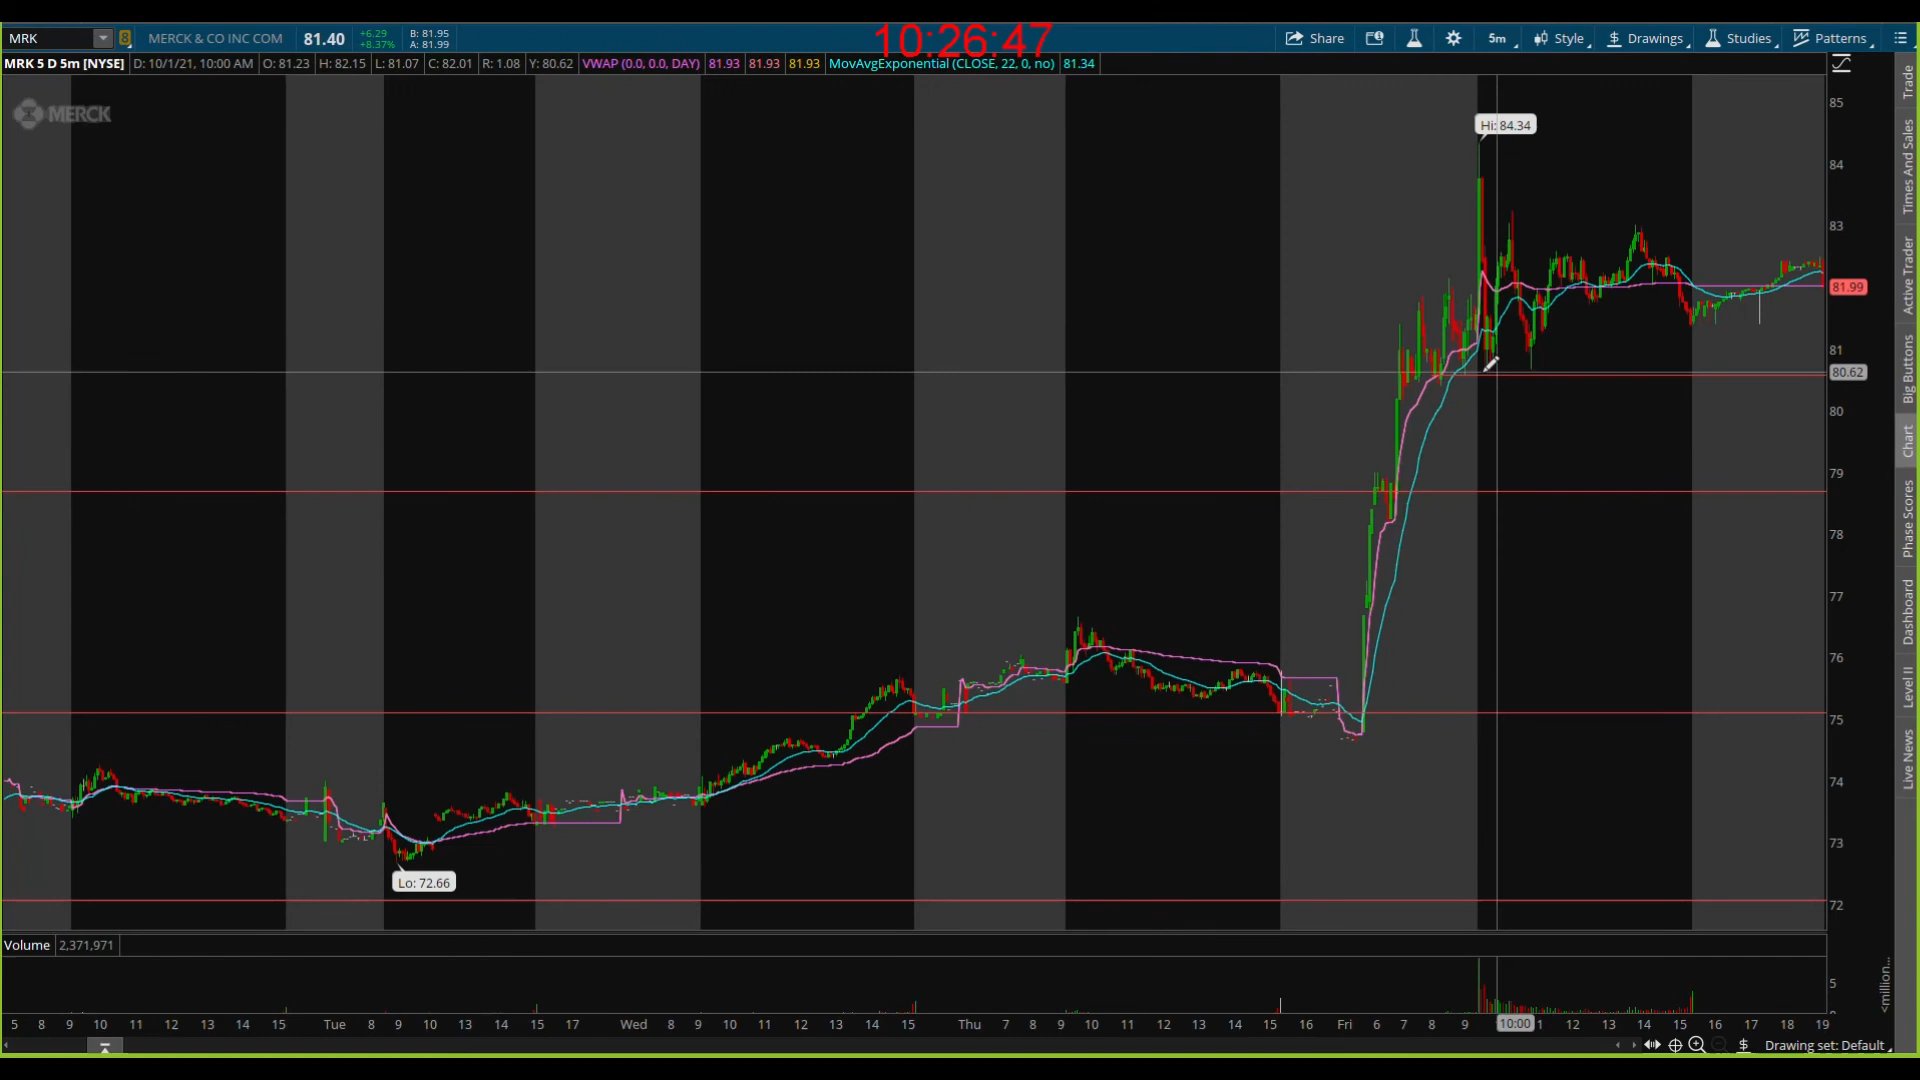 10:26:47
MRK 8 MERCK & CO INC COM 81.40 +6.29 +8.37% B: 81.95 A: 81.99 Share 5m Style Drawings Studies Patterns
MRK 5 D 5m [NYSE] D: 10/1/21, 10:00 AM O: 81.23 H: 82.15 L: 81.07 C: 82.01 R: 1.08 Y: 80.62 VWAP (0.0, 0.0, DAY) 81.93 81.93 81.93 MovAvgExponential (CLOSE, 22, 0, no) 81.34
MERCK
Hi: 84.34
Lo: 72.66
85
84
83
81.99
81
80.62
80
79
78
77
76
75
74
73
72
Trade
Times And Sales
Active Trader
Big Buttons
Chart
Phase Scores
Dashboard
Level II
Live News
Volume 2,371,971
5
<million...
5 8 9 10 11 12 13 14 15 Tue 8 9 10 13 14 15 17 Wed 8 9 10 11 12 14 15 Thu 7 8 9 10 11 12 13 14 15 16 Fri 6 7 8 9 10:00 1 12 13 14 15 16 17 18 19
Drawing set: Default